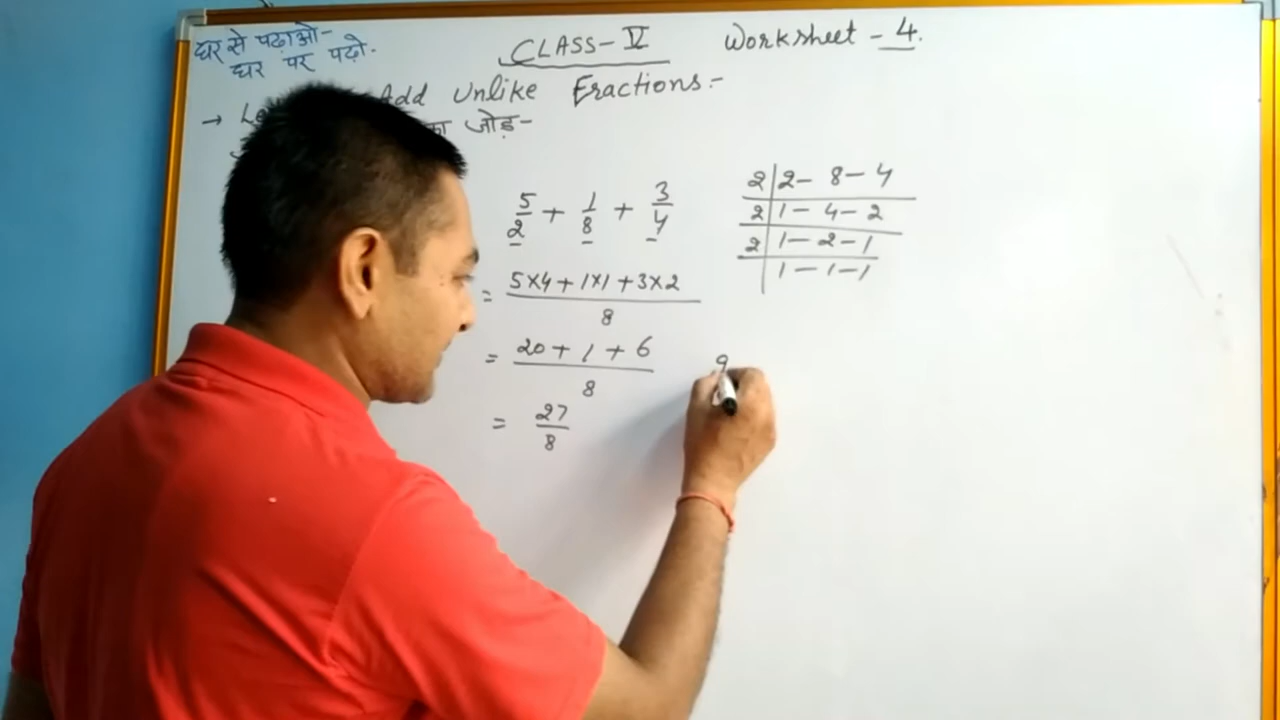 घर से पढ़ाओ-
घर पर पढ़ो.
CLASS-V Worksheet - 4.
→ Add Unlike Fractions:-
का जोड़-
5/2 + 1/8 + 3/4
= 5×4 + 1×1 + 3×2 / 8
= 20 + 1 + 6 / 8
= 27/8
2 | 2 - 8 - 4
2 | 1 - 4 - 2
2 | 1 - 2 - 1
1 - 1 - 1